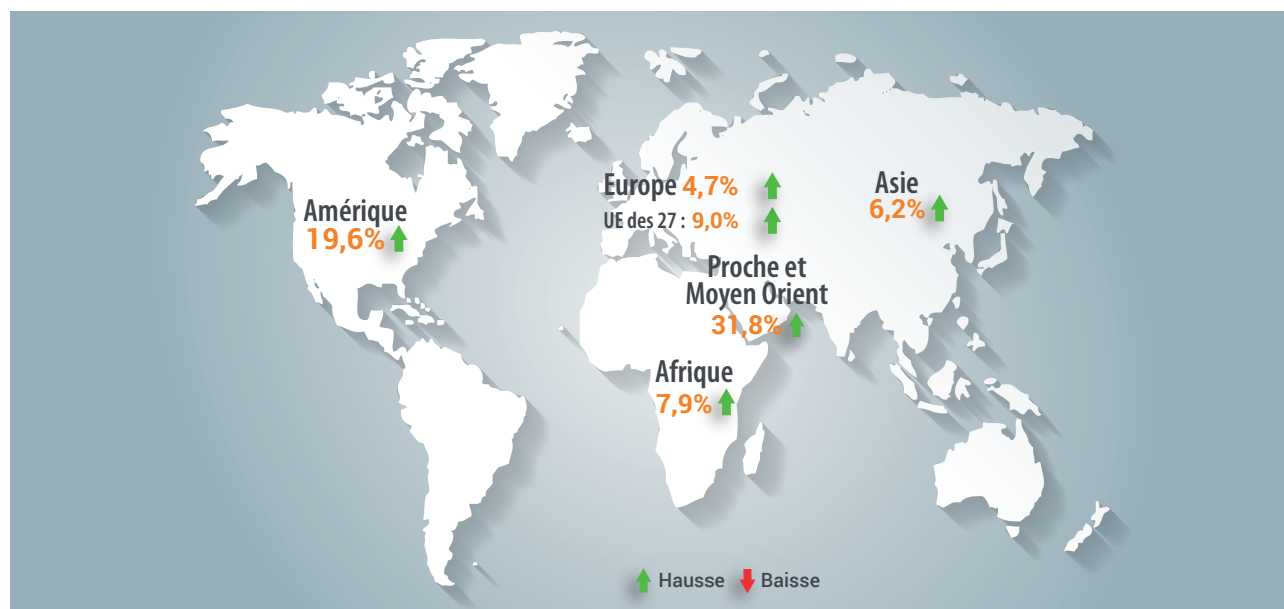 Amérique
19,6%
Europe 4,7%
UE des 27 : 9,0%
Asie
6,2%
Proche et
Moyen Orient
31,8%
Afrique
7,9%
Hausse Baisse